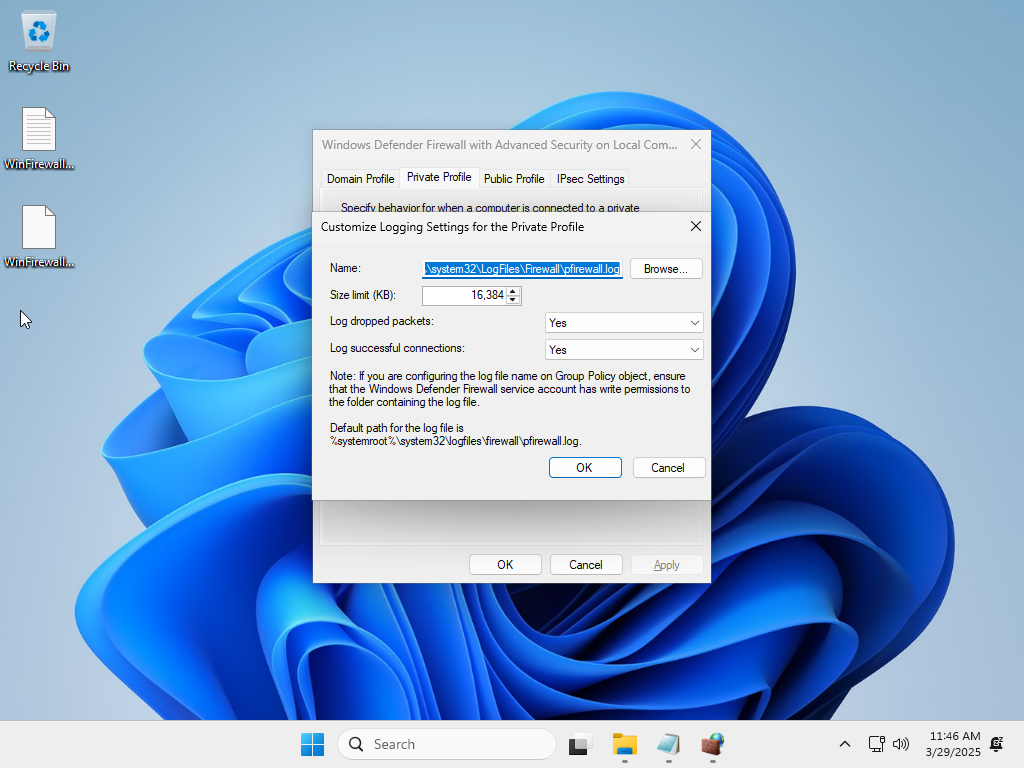 Recycle Bin
WinFirewall...
WinFirewall...
Windows Defender Firewall with Advanced Security on Local Com...
Domain Profile Private Profile Public Profile IPsec Settings
Specify behavior for when a computer is connected to a private
Customize Logging Settings for the Private Profile
Name: :\system32\LogFiles\Firewall\pfirewall.log Browse...
Size limit (KB): 16,384
Log dropped packets: Yes
Log successful connections: Yes
Note: If you are configuring the log file name on Group Policy object, ensure
that the Windows Defender Firewall service account has write permissions to
the folder containing the log file.
Default path for the log file is
%systemroot%\system32\logfiles\firewall\pfirewall.log.
OK Cancel
OK Cancel Apply
Search
11:46 AM
3/29/2025